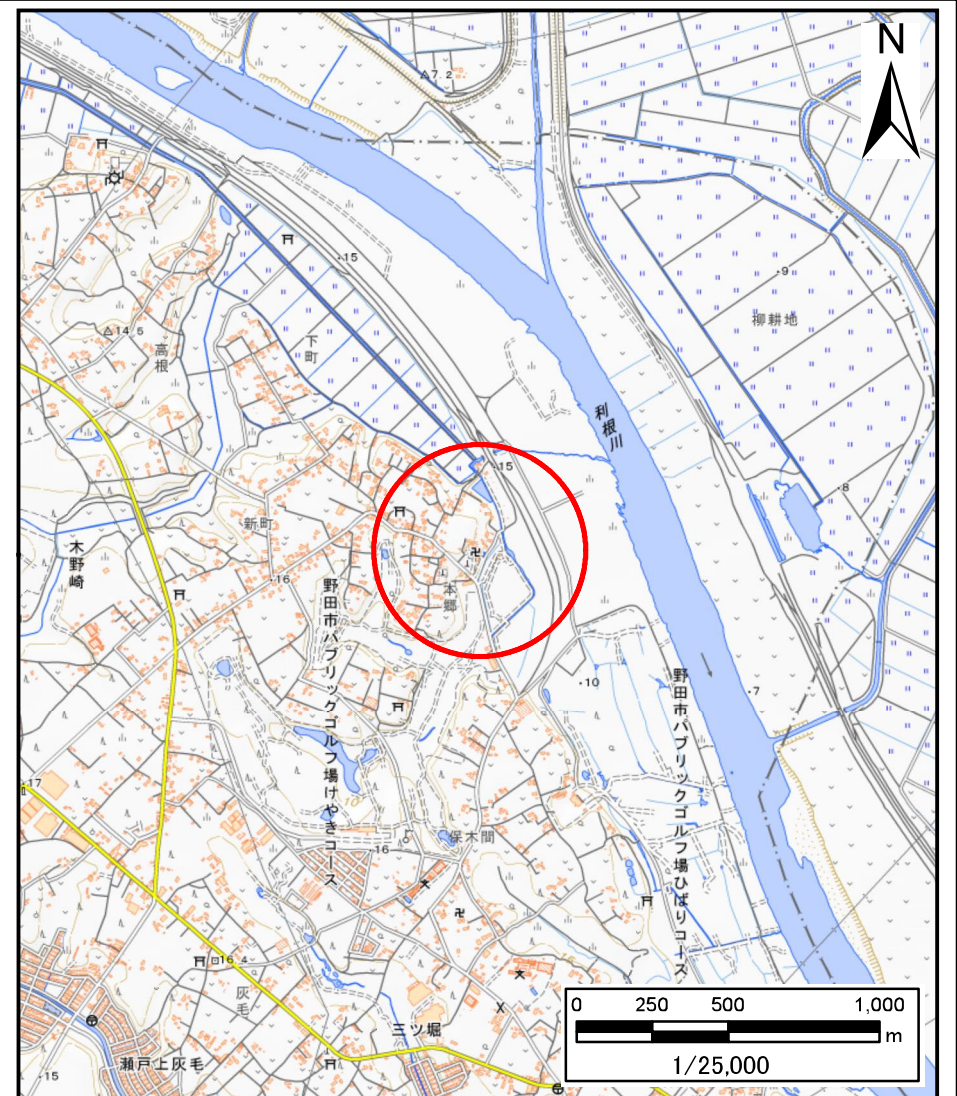 N
7.2
15
9
柳耕地
14.5
高根
下町
利根川
15
8
新町
木野崎
16
本郷
野田市パブリックゴルフ場けやきコース
野田市パブリックゴルフ場ひばりコース
10
7
17
16
保木間
16.4
灰毛
三ツ堀
瀬戸上灰毛
15
0 250 500 1,000
m
1/25,000